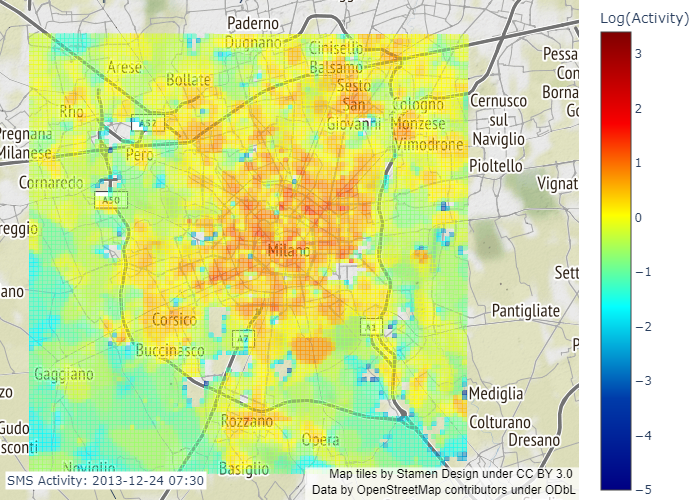 Log(Activity)
3
2
1
0
−1
−2
−3
−4
−5
Paderno
Dugnano
Cinisello
Balsamo
Arese
Bollate
Sesto
San
Giovanni
Cologno
Monzese
Vimodrone
Cernusco
sul
Naviglio
Pioltello
Pessa
Con
Borna
Go
Rho
A52
Pero
Pregnana
Milanese
Cornaredo
A50
Vignat
reggio
Milano
Sett
ano
Pantigliate
Corsico
A7
A1
Buccinasco
Gaggiano
zo
Mediglia
Gudo
sconti
Rozzano
Colturano
Dresano
Opera
Noviglio
Basiglio
SMS Activity: 2013-12-24 07:30
Map tiles by Stamen Design under CC BY 3.0
Data by OpenStreetMap contributors under ODbL